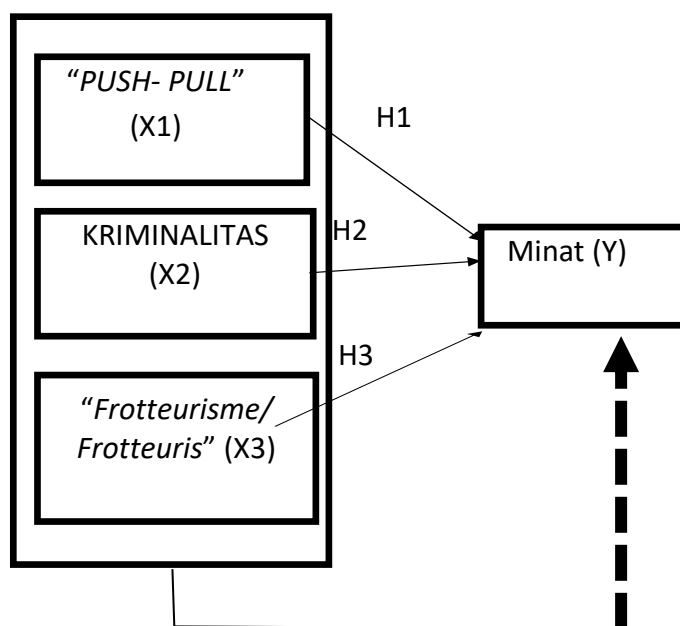 “PUSH- PULL”
(X1)
H1
KRIMINALITAS
(X2)
H2
Minat (Y)
H3
“Frotteurisme/
Frotteuris” (X3)